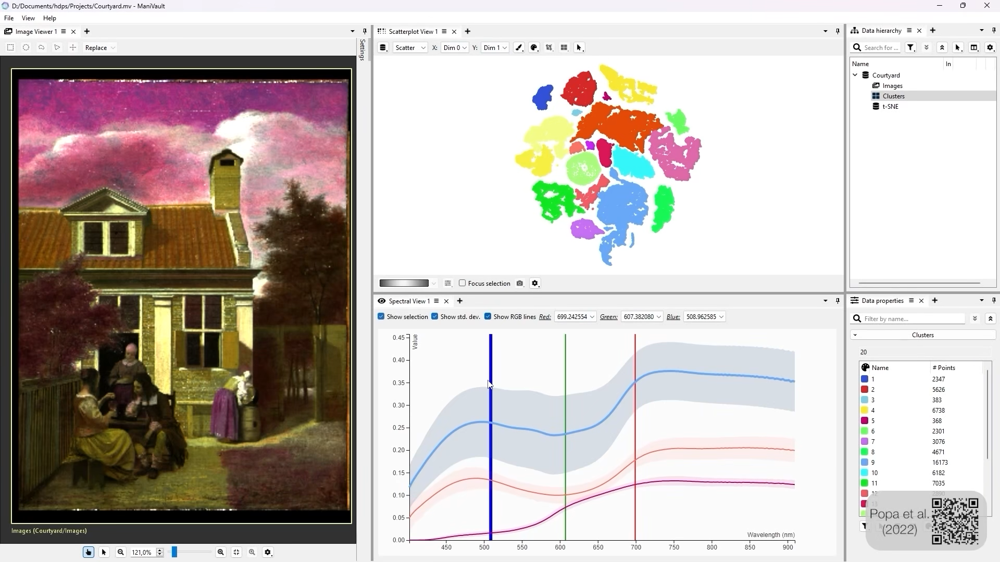 D:/Documents/hdps/Projects/Courtyard.mv - ManiVault
File View Help
Image Viewer 1
Replace
Settings
Images (Courtyard/Images)
121,0%
Scatterplot View 1
Scatter X: Dim 0 Y: Dim 1
Focus selection
Spectral View 1
Show selection Show std. dev. Show RGB lines Red: 699.242554 Green: 607.382080 Blue: 508.962585
Value
0.45
0.40
0.35
0.30
0.25
0.20
0.15
0.10
0.05
0.00
Wavelength (nm)
450 500 550 600 650 700 750 800 850 900
Data hierarchy
Search for ...
Name In
Courtyard
Images
Clusters
t-SNE
Data properties
Filter by name...
Clusters
20
Name # Points
1 2347
2 5626
3 383
4 6738
5 368
6 2301
7 3076
8 4671
9 16173
10 6182
11 7035
12 2890
13
Popa et al.
(2022)